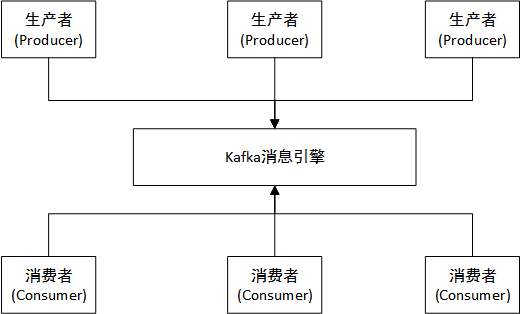 生产者 生产者 生产者
(Producer) (Producer) (Producer)
Kafka消息引擎
消费者 消费者 消费者
(Consumer) (Consumer) (Consumer)